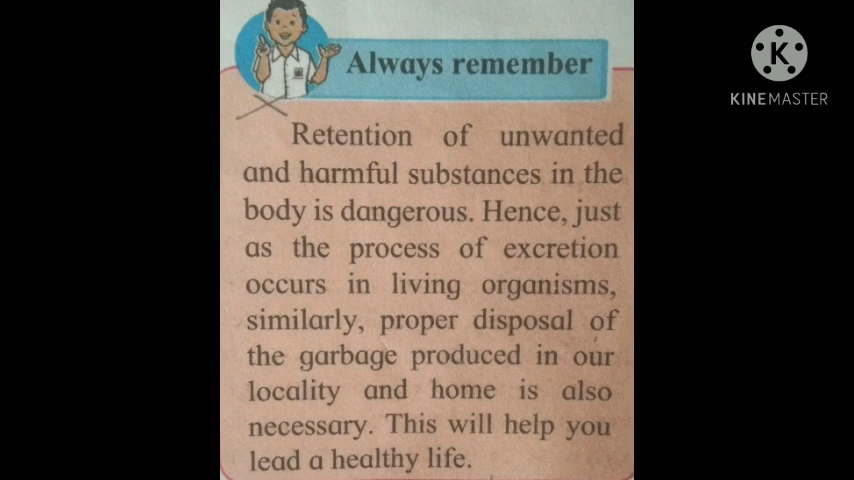 Always remember
Retention of unwanted
and harmful substances in the
body is dangerous. Hence, just
as the process of excretion
occurs in living organisms,
similarly, proper disposal of
the garbage produced in our
locality and home is also
necessary. This will help you
lead a healthy life.
K
KINEMASTER